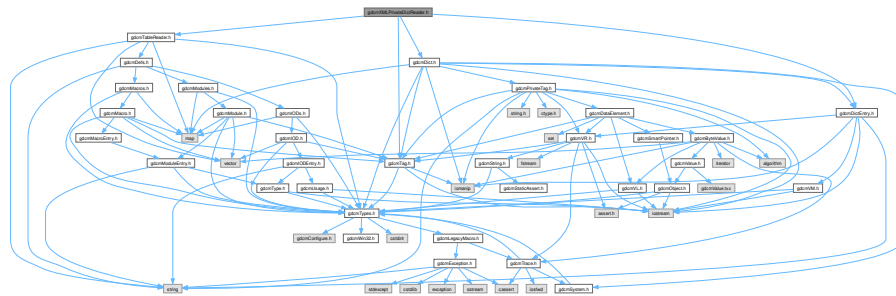 gdcmXMLPrivateDictReader.h
gdcmTableReader.h
gdcmDefs.h
gdcmDict.h
gdcmMacros.h
gdcmModules.h
gdcmPrivateTag.h
gdcmMacro.h
gdcmModule.h
gdcmIODs.h
string.h
ctype.h
gdcmDataElement.h
gdcmDictEntry.h
gdcmMacroEntry.h
map
gdcmIOD.h
set
gdcmVR.h
gdcmSmartPointer.h
gdcmByteValue.h
gdcmModuleEntry.h
vector
gdcmIODEntry.h
gdcmTag.h
gdcmString.h
fstream
gdcmValue.h
iterator
algorithm
gdcmType.h
gdcmUsage.h
iomanip
gdcmStaticAssert.h
gdcmVL.h
gdcmObject.h
gdcmValue.txx
gdcmVM.h
gdcmTypes.h
assert.h
iostream
gdcmConfigure.h
gdcmWin32.h
cstdint
gdcmLegacyMacro.h
gdcmException.h
gdcmTrace.h
string
stdexcept
cstdlib
exception
sstream
cassert
iosfwd
gdcmSystem.h